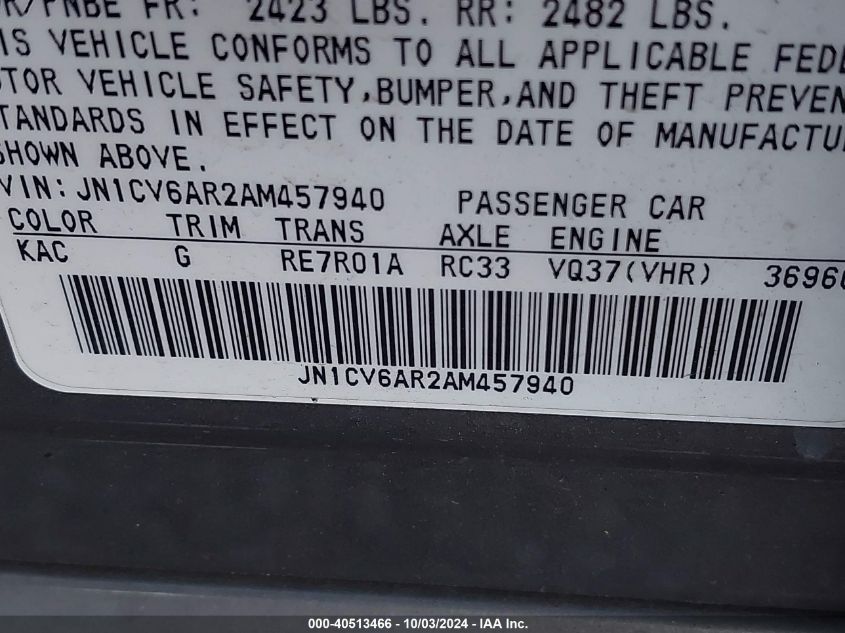 FR: 2423 LBS. RR: 2482 LBS.
IS VEHICLE CONFORMS TO ALL APPLICABLE FEDE
TOR VEHICLE SAFETY,BUMPER,AND THEFT PREVEN
TANDARDS IN EFFECT ON THE DATE OF MANUFACTU
SHOWN ABOVE.
VIN: JN1CV6AR2AM457940 PASSENGER CAR
COLOR TRIM TRANS AXLE ENGINE
KAC G RE7R01A RC33 VQ37(VHR) 3696
JN1CV6AR2AM457940
000-40513466 - 10/03/2024 - IAA Inc.